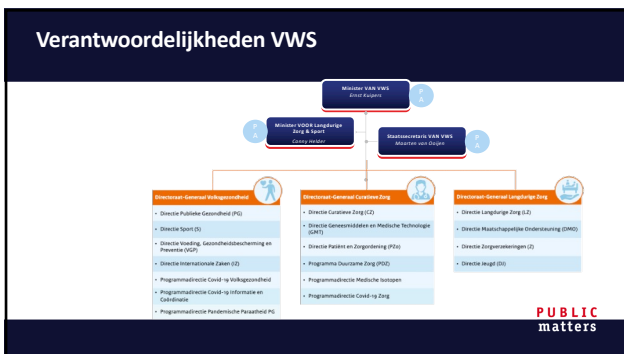 Verantwoordelijkheden VWS
Minister VAN VWS
Ernst Kuipers
P
A
Minister VOOR Langdurige
Zorg & Sport
Conny Helder
P
A
Staatssecretaris VAN VWS
Maarten van Ooijen
P
A
Directoraat-Generaal Volksgezondheid
• Directie Publieke Gezondheid (PG)
• Directie Sport (S)
• Directie Voeding, Gezondheidsbescherming en
Preventie (VGP)
• Directie Internationale Zaken (IZ)
• Programmadirectie Covid-19 Volksgezondheid
• Programmadirectie Covid-19 Informatie en
Coördinatie
• Programmadirectie Pandemische Paraatheid PG
Directoraat-Generaal Curatieve Zorg
• Directie Curatieve Zorg (CZ)
• Directie Geneesmiddelen en Medische Technologie
(GMT)
• Directie Patiënt en Zorgordening (PZo)
• Programma Duurzame Zorg (PDZ)
• Programmadirectie Medische Isotopen
• Programmadirectie Covid-19 Zorg
Directoraat-Generaal Langdurige Zorg
• Directie Langdurige Zorg (LZ)
• Directie Maatschappelijke Ondersteuning (DMO)
• Directie Zorgverzekeringen (Z)
• Directie Jeugd (DJ)
PUBLIC
matters